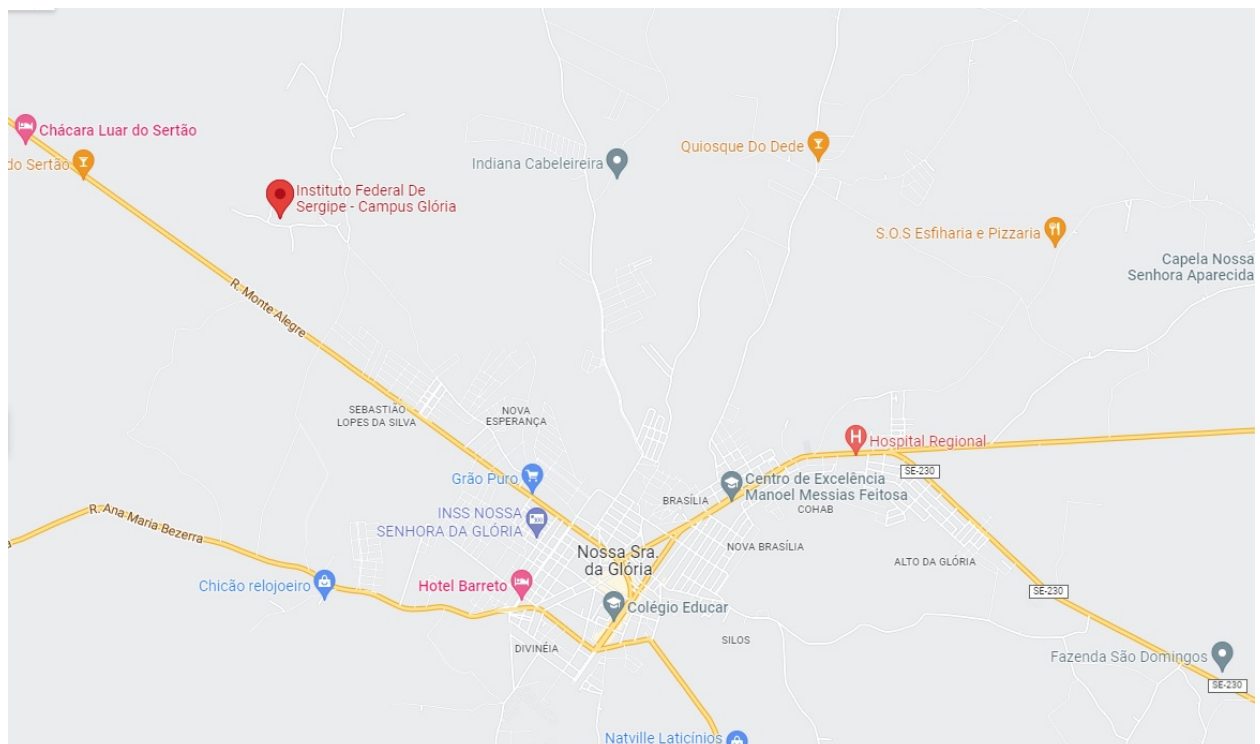 Chácara Luar do Sertão
do Sertão
Instituto Federal De
Sergipe - Campus Glória
Indiana Cabeleireira
Quiosque Do Dede
S.O.S Esfiharia e Pizzaria
Capela Nossa
Senhora Aparecida
R. Monte Alegre
SEBASTIÃO
LOPES DA SILVA
NOVA
ESPERANÇA
Hospital Regional
SE-230
Grão Puro
Centro de Excelência
Manoel Messias Feitosa
BRASÍLIA
COHAB
R. Ana Maria Bezerra
INSS NOSSA
SENHORA DA GLÓRIA
NOVA BRASÍLIA
Nossa Sra.
da Glória
ALTO DA GLÓRIA
Chicão relojoeiro
Hotel Barreto
SE-230
Colégio Educar
DIVINÉIA
SILOS
Fazenda São Domingos
SE-230
Natville Laticínios